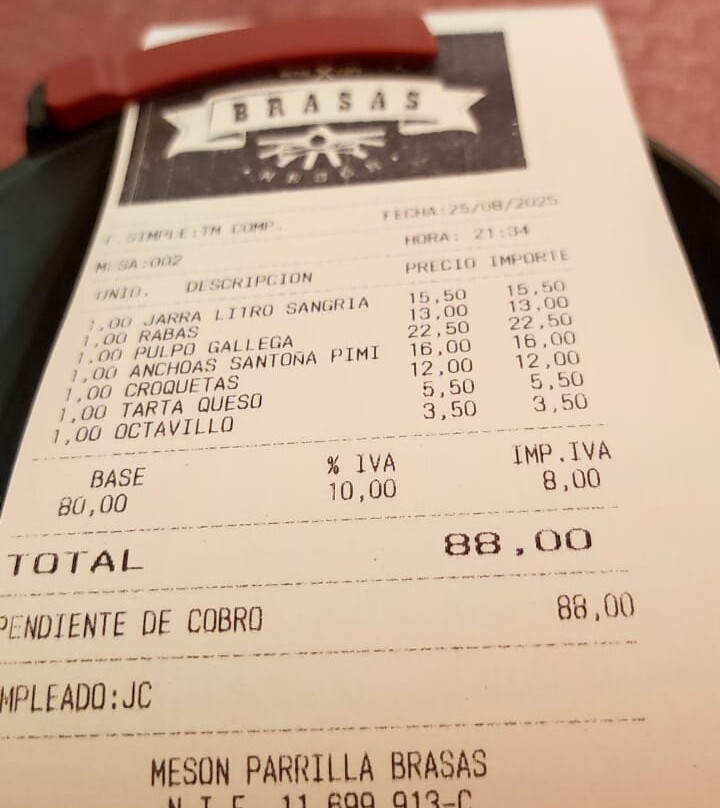 BRASAS
MESÓN
T. SIMPLE:TM COMP.
FECHA:25/08/2025
MESA:002
HORA: 21:34
UNID. DESCRIPCION PRECIO IMPORTE
1,00 JARRA LITRO SANGRIA 15,50 15,50
1,00 RABAS 13,00 13,00
1,00 PULPO GALLEGA 22,50 22,50
1,00 ANCHOAS SANTOÑA PIMI 16,00 16,00
1,00 CROQUETAS 12,00 12,00
1,00 TARTA QUESO 5,50 5,50
1,00 OCTAVILLO 3,50 3,50
BASE % IVA IMP.IVA
80,00 10,00 8,00
TOTAL 88,00
PENDIENTE DE COBRO 88,00
MPLEADO:JC
MESON PARRILLA BRASAS
N.I.F. 11.699.913-C